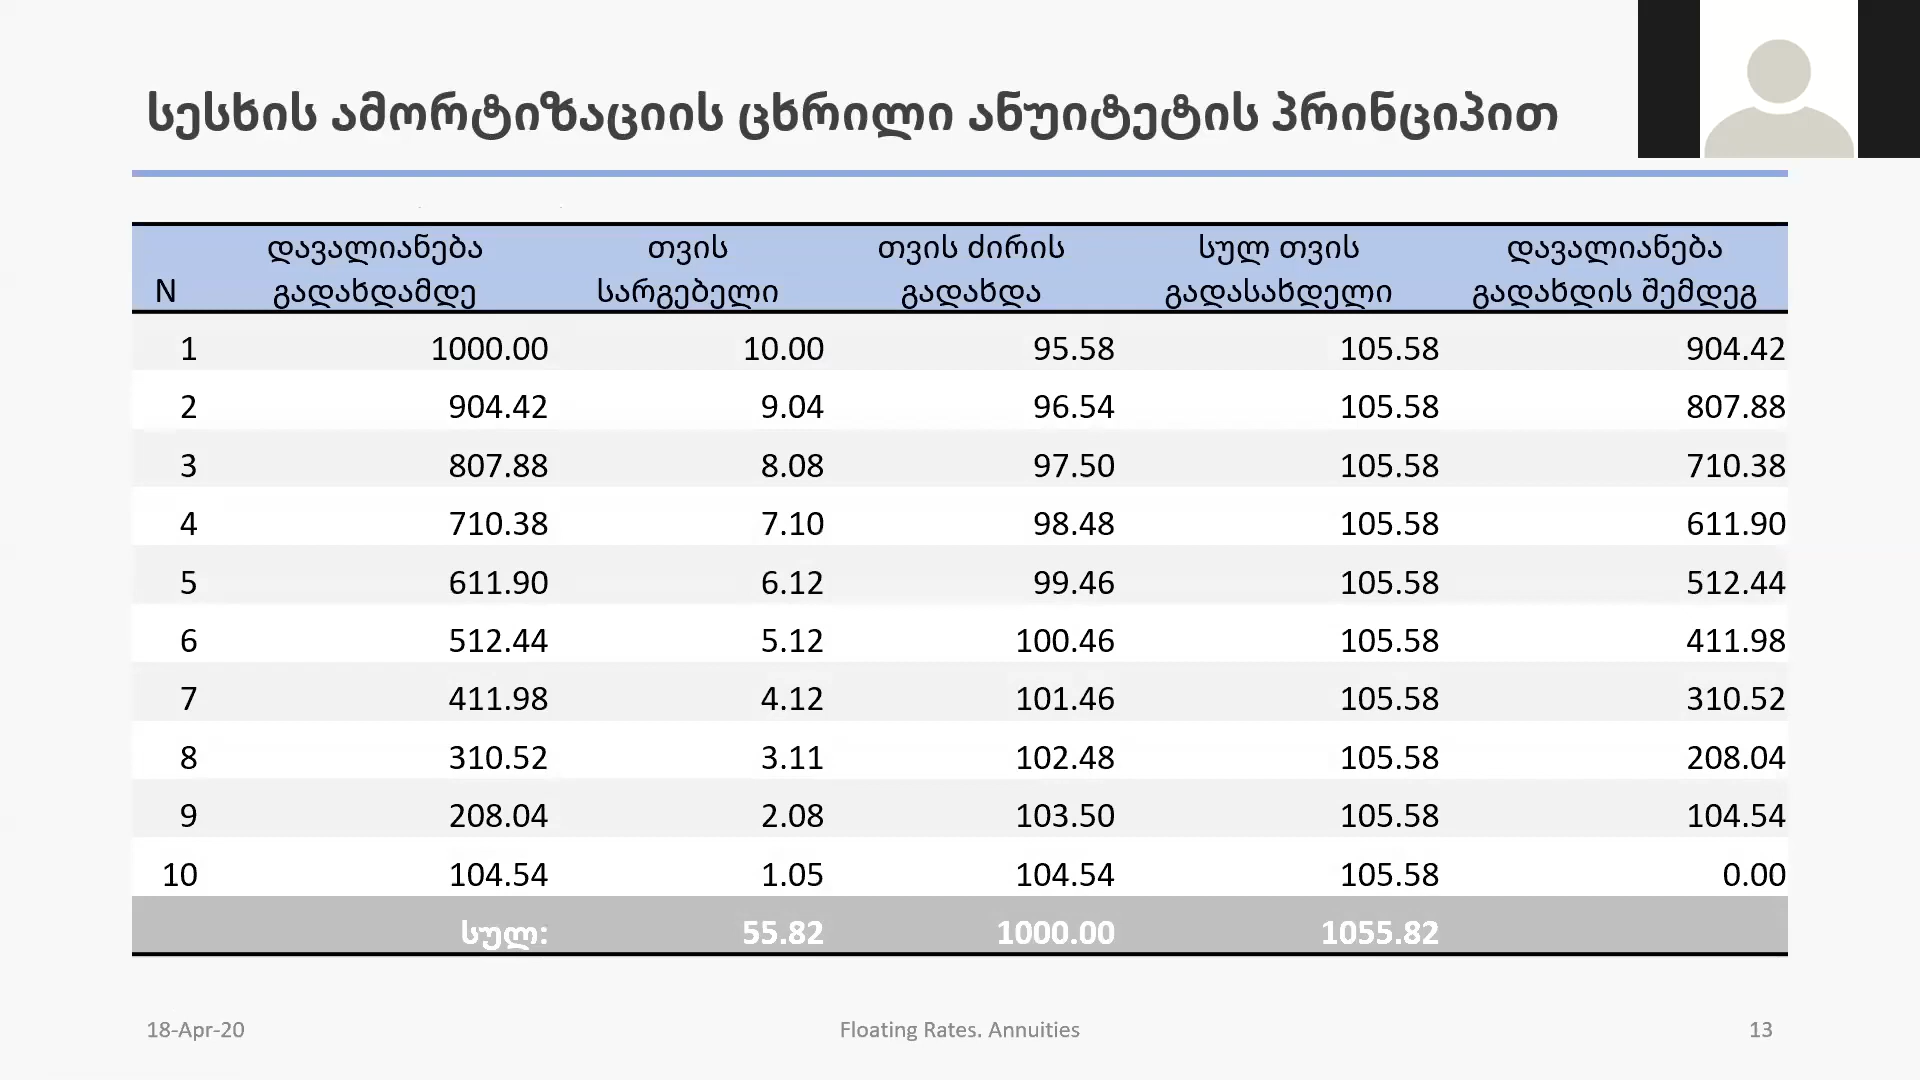 სესხის ამორტიზაციის ცხრილი ანუიტეტის პრინციპით
N დავალიანება გადახდამდე თვის სარგებელი თვის ძირის გადახდა სულ თვის გადასახდელი დავალიანება გადახდის შემდეგ
1 1000.00 10.00 95.58 105.58 904.42
2 904.42 9.04 96.54 105.58 807.88
3 807.88 8.08 97.50 105.58 710.38
4 710.38 7.10 98.48 105.58 611.90
5 611.90 6.12 99.46 105.58 512.44
6 512.44 5.12 100.46 105.58 411.98
7 411.98 4.12 101.46 105.58 310.52
8 310.52 3.11 102.48 105.58 208.04
9 208.04 2.08 103.50 105.58 104.54
10 104.54 1.05 104.54 105.58 0.00
სულ: 55.82 1000.00 1055.82
18-Apr-20 Floating Rates. Annuities 13